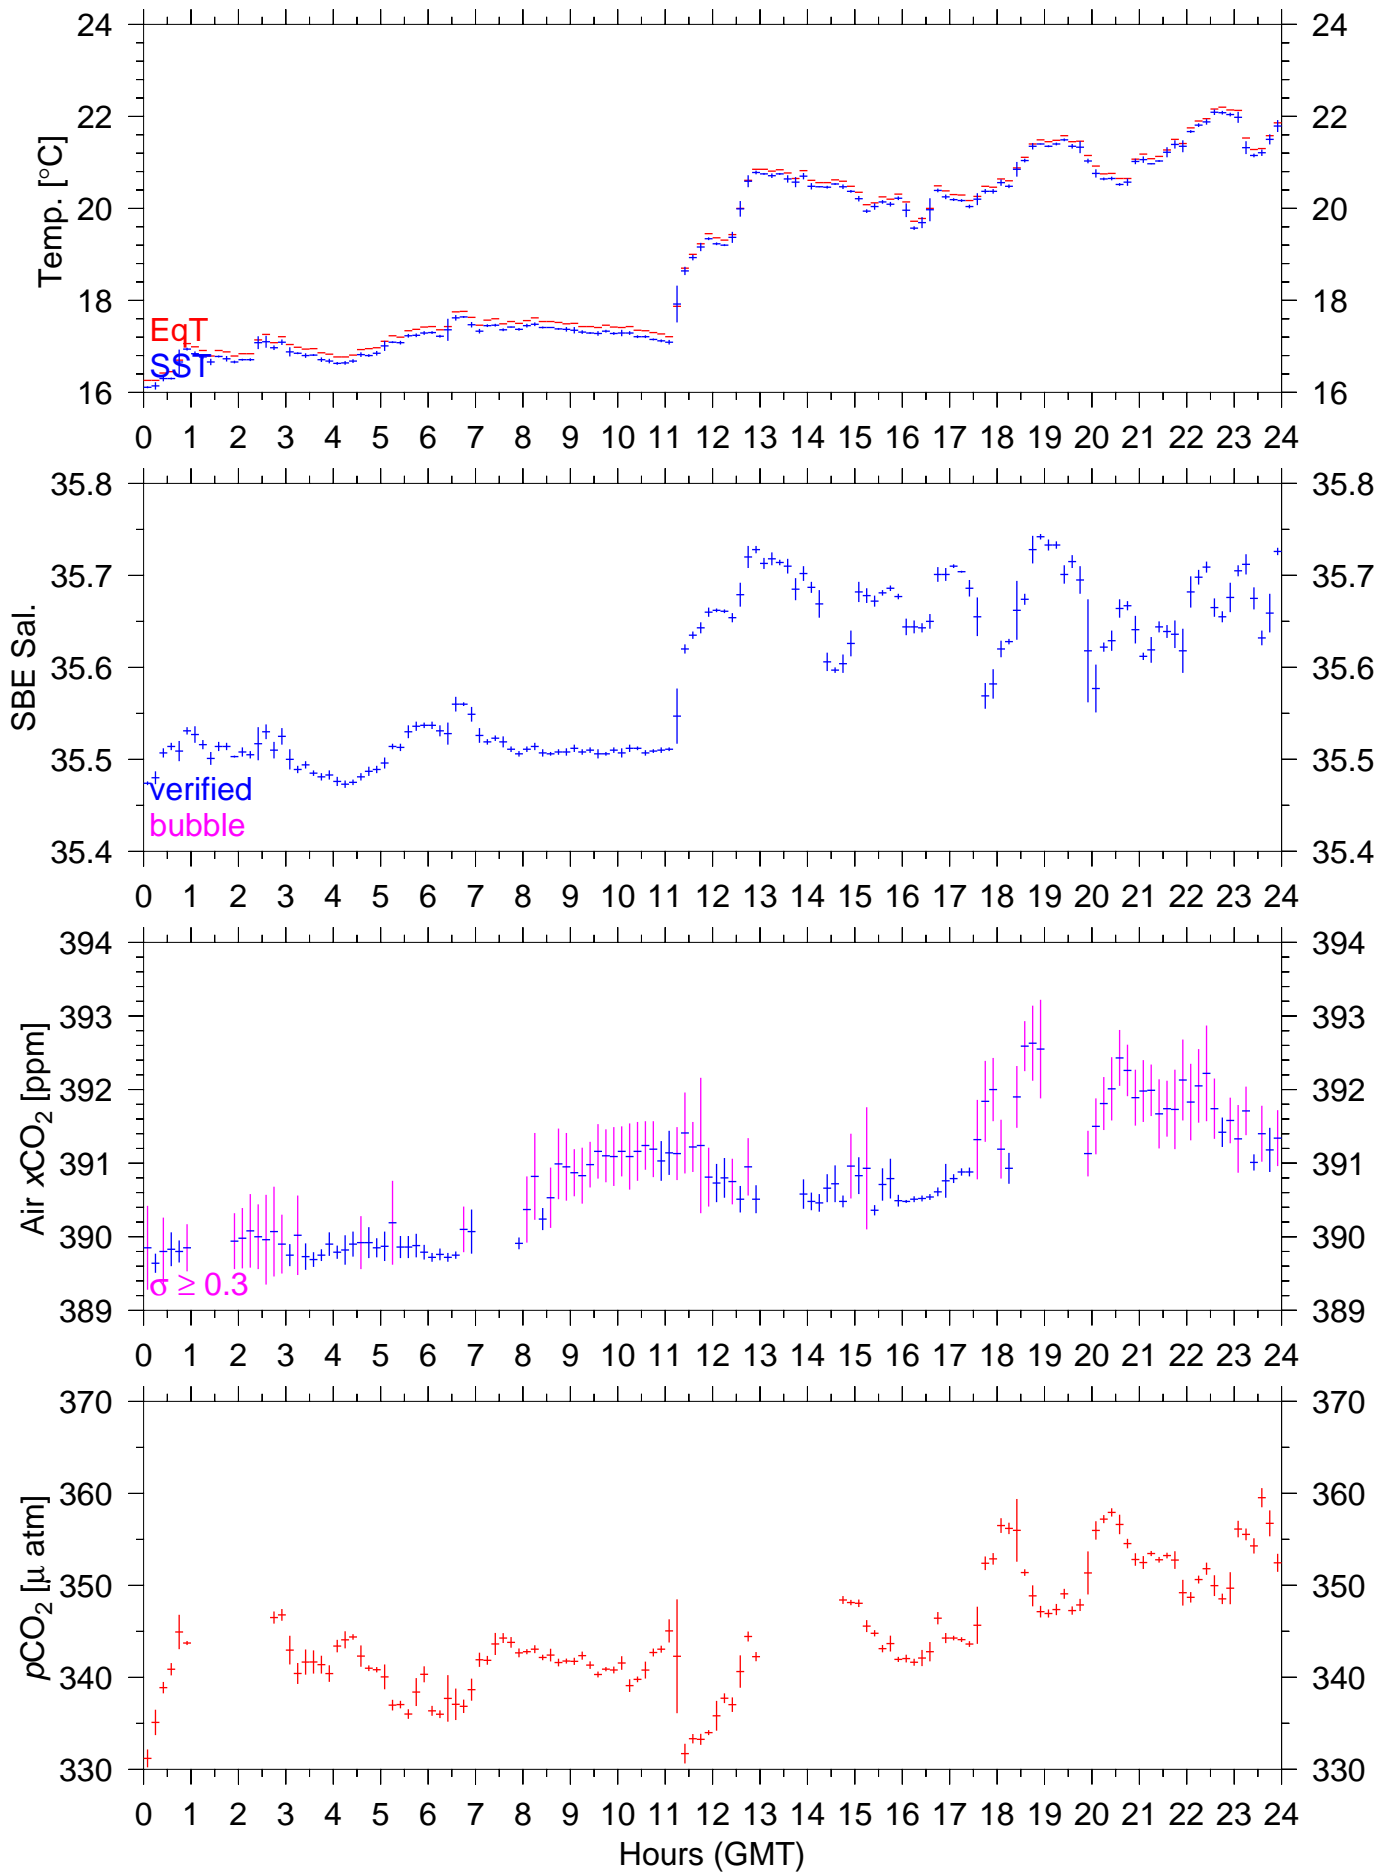 24 24
22 22
20 20
18 18
16 16
Temp. [°C]
EqT
SST
0 1 2 3 4 5 6 7 8 9 10 11 12 13 14 15 16 17 18 19 20 21 22 23 24
35.8 35.8
35.7 35.7
35.6 35.6
35.5 35.5
35.4 35.4
SBE Sal.
verified
bubble
0 1 2 3 4 5 6 7 8 9 10 11 12 13 14 15 16 17 18 19 20 21 22 23 24
394 394
393 393
392 392
391 391
390 390
389 389
Air xCO₂ [ppm]
σ ≥ 0.3
0 1 2 3 4 5 6 7 8 9 10 11 12 13 14 15 16 17 18 19 20 21 22 23 24
370 370
360 360
350 350
340 340
330 330
pCO₂ [μ atm]
0 1 2 3 4 5 6 7 8 9 10 11 12 13 14 15 16 17 18 19 20 21 22 23 24
Hours (GMT)